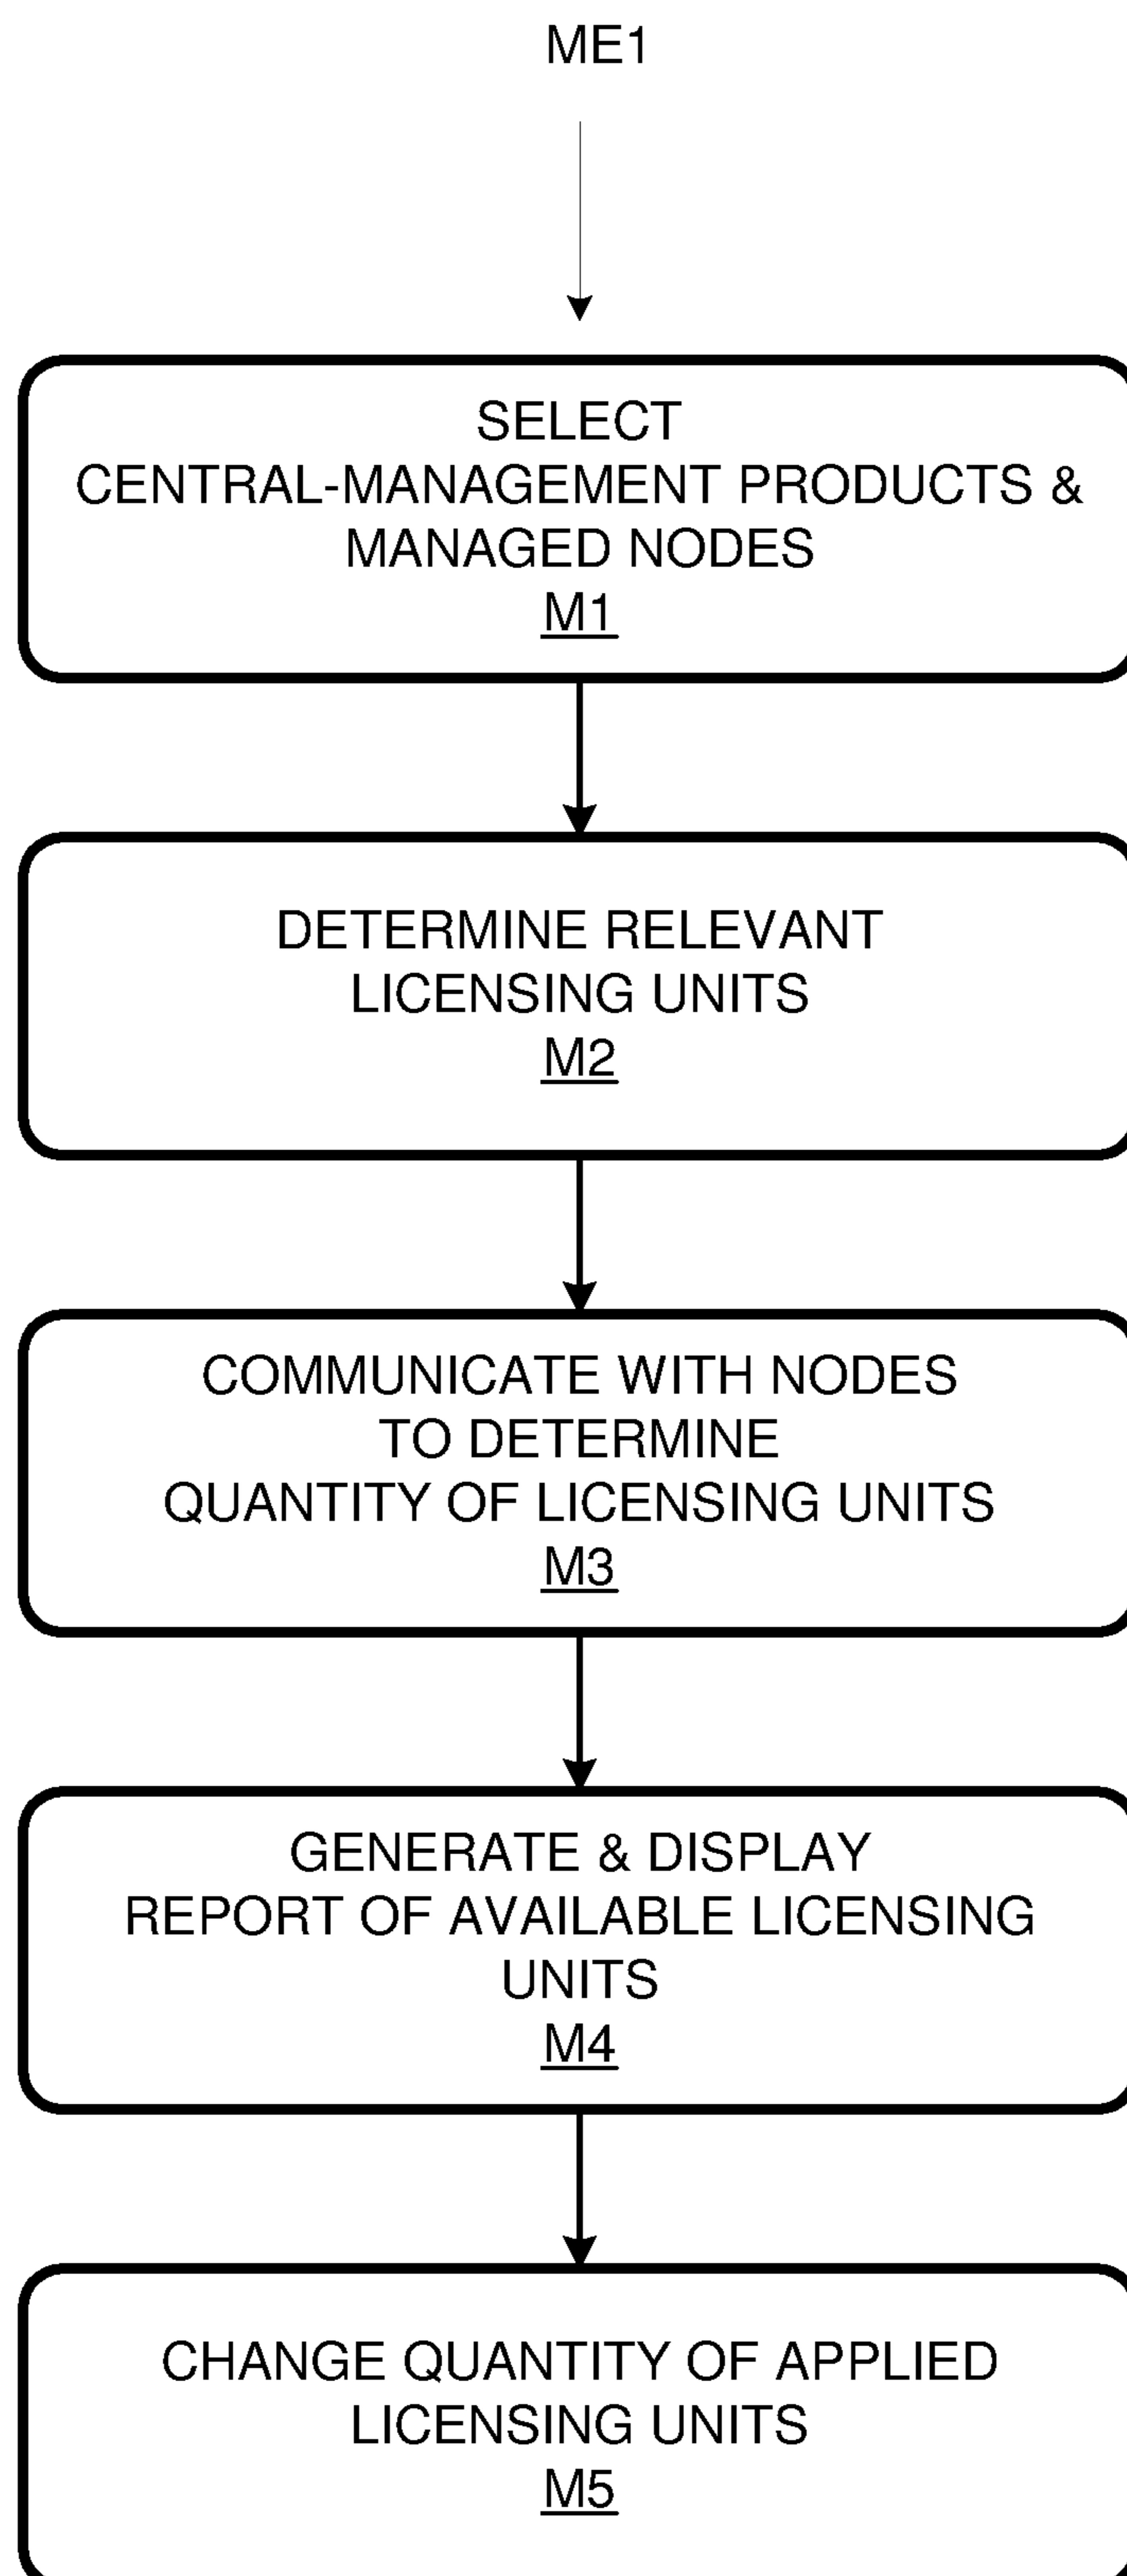 ME1
SELECT
CENTRAL-MANAGEMENT PRODUCTS &
MANAGED NODES
M1
DETERMINE RELEVANT
LICENSING UNITS
M2
COMMUNICATE WITH NODES
TO DETERMINE
QUANTITY OF LICENSING UNITS
M3
GENERATE & DISPLAY
REPORT OF AVAILABLE LICENSING
UNITS
M4
CHANGE QUANTITY OF APPLIED
LICENSING UNITS
M5